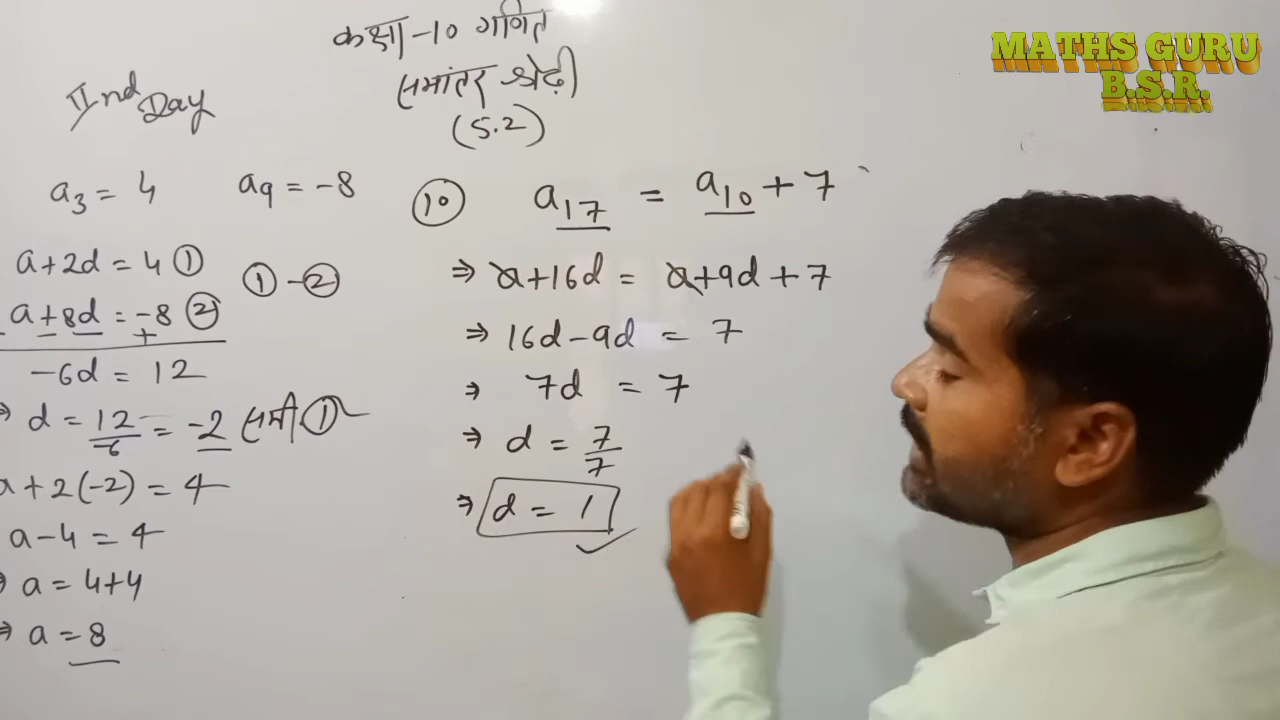 कक्षा-10 गणित
समांतर श्रेढ़ी
(5.2)
IInd Day
MATHS GURU
B.S.R.
a₃ = 4 a₉ = -8
a+2d = 4 ①
a+8d = -8 ②
- - +
① - ②
-6d = 12
⇒ d = 12/-6 = -2 समी. ①
a + 2(-2) = 4
a - 4 = 4
⇒ a = 4+4
⇒ a = 8
⑩ a₁₇ = a₁₀ + 7
⇒ a+16d = a+9d+7
⇒ 16d-9d = 7
⇒ 7d = 7
⇒ d = 7/7
⇒ d = 1